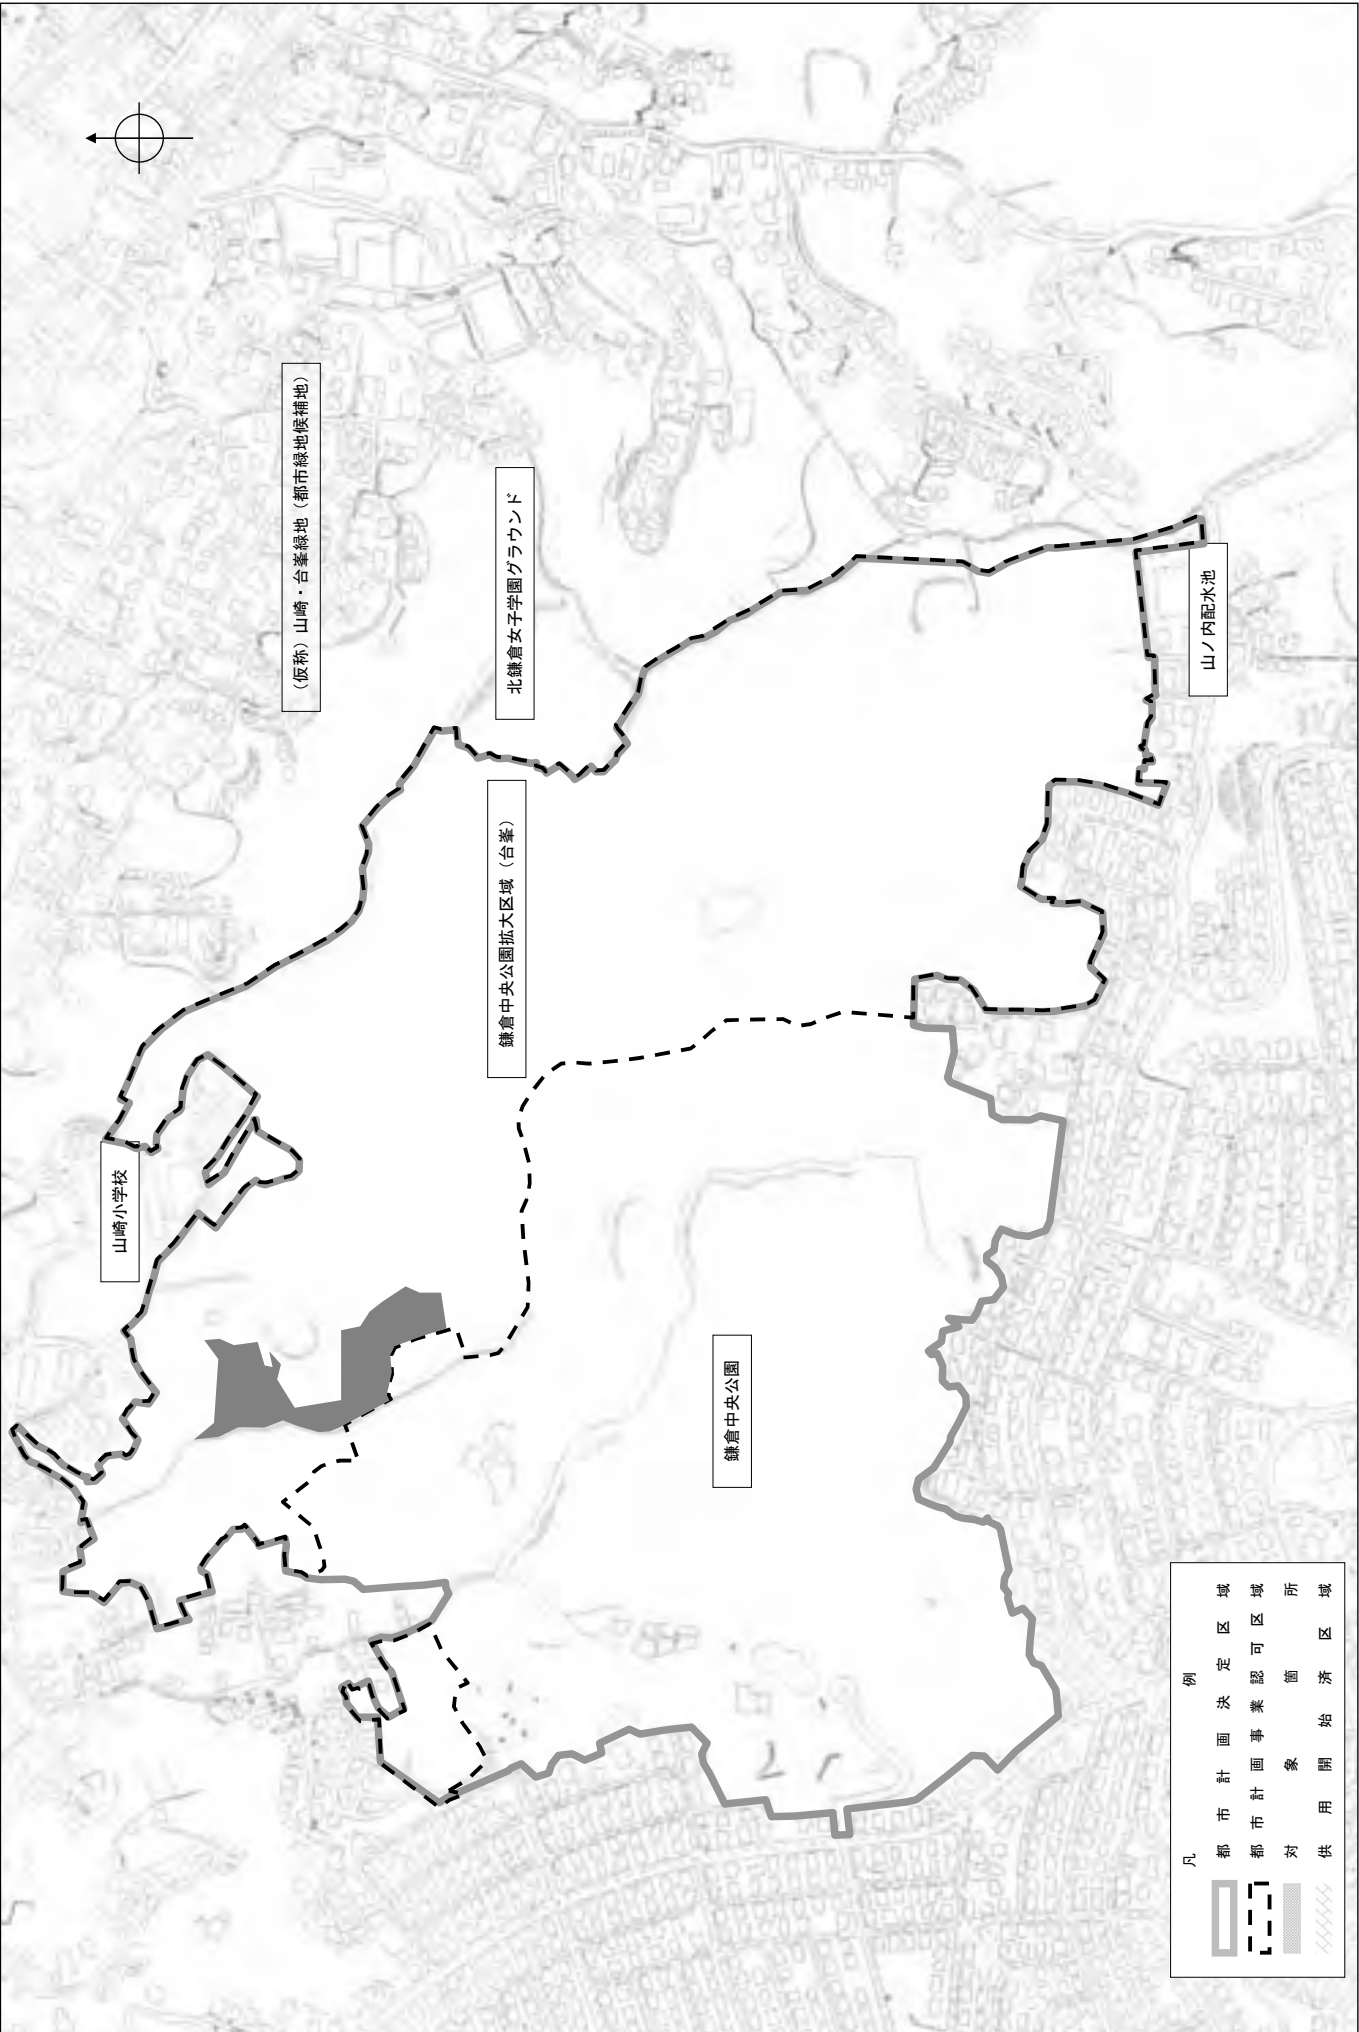 (仮称)山崎・台峯緑地(都市緑地候補地)
北鎌倉女子学園グラウンド
鎌倉中央公園拡大区域(台峯)
山崎小学校
山ノ内配水池
鎌倉中央公園
凡例
都市計画決定区域
都市計画事業認可区域
対象箇所
供用開始済区域